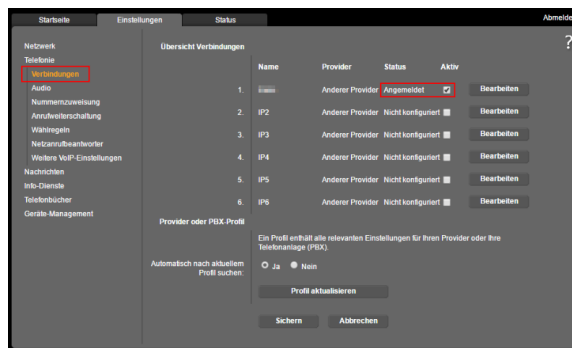 Startseite Einstellungen Status Abmelde
?
Netzwerk
Telefonie
Verbindungen
Audio
Nummernzuweisung
Anrufweiterschaltung
Wählregeln
Netzanrufbeantworter
Weitere VoIP-Einstellungen
Nachrichten
Info-Dienste
Telefonbücher
Geräte-Management
Übersicht Verbindungen
Name Provider Status Aktiv
1. Anderer Provider Angemeldet Bearbeiten
2. IP2 Anderer Provider Nicht konfiguriert Bearbeiten
3. IP3 Anderer Provider Nicht konfiguriert Bearbeiten
4. IP4 Anderer Provider Nicht konfiguriert Bearbeiten
5. IP5 Anderer Provider Nicht konfiguriert Bearbeiten
6. IP6 Anderer Provider Nicht konfiguriert Bearbeiten
Provider oder PBX-Profil
Ein Profil enthält alle relevanten Einstellungen für Ihren Provider oder Ihre
Telefonanlage (PBX).
Automatisch nach aktuellem
Profil suchen:
Ja Nein
Profil aktualisieren
Sichern Abbrechen